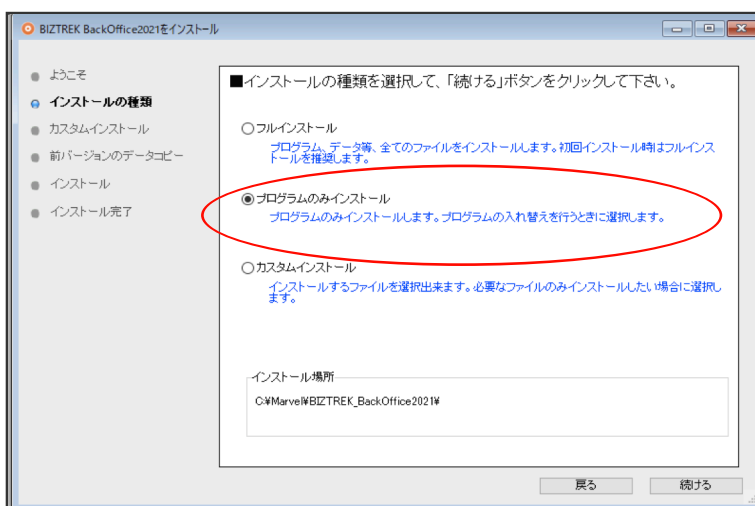 BIZTREK BackOffice2021をインストール
ようこそ
インストールの種類
カスタムインストール
前バージョンのデータコピー
インストール
インストール完了
■インストールの種類を選択して、「続ける」ボタンをクリックして下さい。
フルインストール
プログラム、データ等、全てのファイルをインストールします。初回インストール時はフルインス
トールを推奨します。
プログラムのみインストール
プログラムのみインストールします。プログラムの入れ替えを行うときに選択します。
カスタムインストール
インストールするファイルを選択出来ます。必要なファイルのみインストールしたい場合に選択し
ます。
インストール場所
C:¥Marvel¥BIZTREK_BackOffice2021¥
戻る
続ける